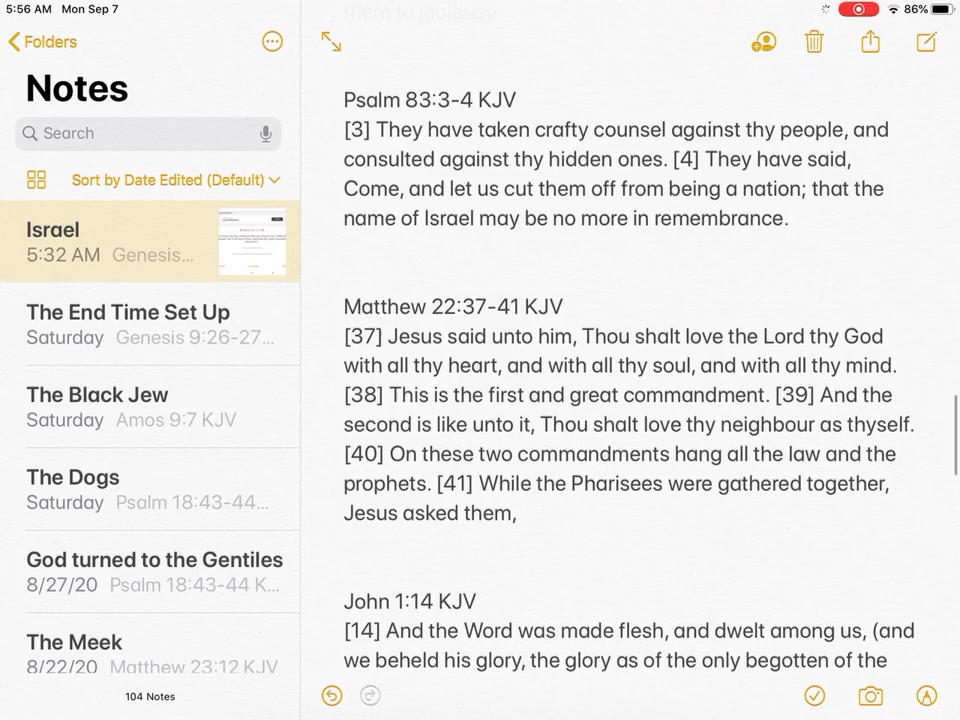 5:56 AM Mon Sep 7
86%
Folders
Notes
Search
Sort by Date Edited (Default)
Israel
5:32 AM Genesis...
The End Time Set Up
Saturday Genesis 9:26-27...
The Black Jew
Saturday Amos 9:7 KJV
The Dogs
Saturday Psalm 18:43-44...
God turned to the Gentiles
8/27/20 Psalm 18:43-44 K...
The Meek
8/22/20 Matthew 23:12 KJV
104 Notes
them to jealousy
Psalm 83:3-4 KJV
[3] They have taken crafty counsel against thy people, and
consulted against thy hidden ones. [4] They have said,
Come, and let us cut them off from being a nation; that the
name of Israel may be no more in remembrance.
Matthew 22:37-41 KJV
[37] Jesus said unto him, Thou shalt love the Lord thy God
with all thy heart, and with all thy soul, and with all thy mind.
[38] This is the first and great commandment. [39] And the
second is like unto it, Thou shalt love thy neighbour as thyself.
[40] On these two commandments hang all the law and the
prophets. [41] While the Pharisees were gathered together,
Jesus asked them,
John 1:14 KJV
[14] And the Word was made flesh, and dwelt among us, (and
we beheld his glory, the glory as of the only begotten of the